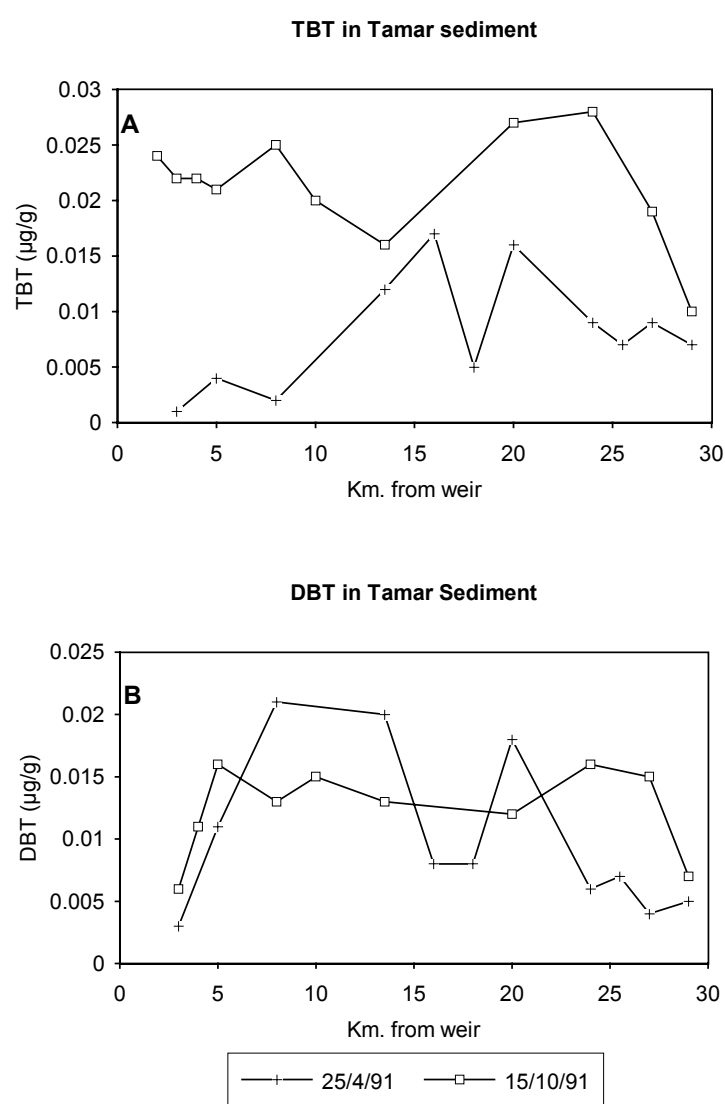 TBT in Tamar sediment
A
0.03
0.025
0.02
0.015
0.01
0.005
0
TBT (µg/g)
0 5 10 15 20 25 30
Km. from weir
DBT in Tamar Sediment
B
0.025
0.02
0.015
0.01
0.005
0
DBT (µg/g)
0 5 10 15 20 25 30
Km. from weir
25/4/91 15/10/91